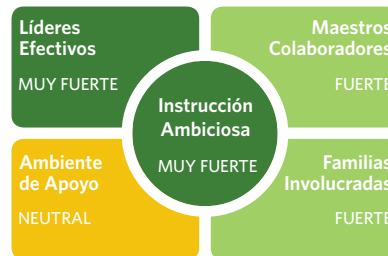 Líderes
Efectivos
MUY FUERTE
Maestros
Colaboradores
FUERTE
Instrucción
Ambiciosa
MUY FUERTE
Ambiente
de Apoyo
NEUTRAL
Familias
Involucradas
FUERTE